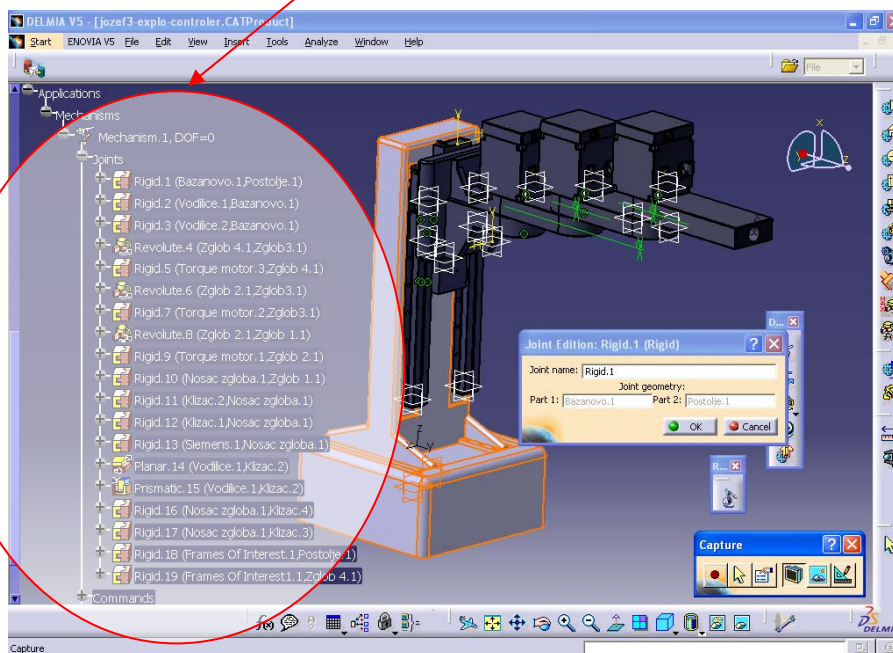 DELMIA V5 - [jozef3-explo-controler.CATProduct]
Start ENOVIA V5 File Edit View Insert Tools Analyze Window Help
File
Applications
Mechanisms
Mechanism.1, DOF=0
Joints
Rigid.1 (Bazanovo.1,Postolje.1)
Rigid.2 (Vodilice.1,Bazanovo.1)
Rigid.3 (Vodilice.2,Bazanovo.1)
Revolute.4 (Zglob 4.1,Zglob3.1)
Rigid.5 (Torque motor.3,Zglob 4.1)
Revolute.6 (Zglob 2.1,Zglob3.1)
Rigid.7 (Torque motor.2,Zglob3.1)
Revolute.8 (Zglob 2.1,Zglob 1.1)
Rigid.9 (Torque motor.1,Zglob 2.1)
Rigid.10 (Nosac zgloba.1,Zglob 1.1)
Rigid.11 (Klizac.2,Nosac zgloba.1)
Rigid.12 (Klizac.1,Nosac zgloba.1)
Rigid.13 (Siemens.1,Nosac zgloba.1)
Planar.14 (Vodilice.1,Klizac.2)
Prismatic.15 (Vodilice.1,Klizac.2)
Rigid.16 (Nosac zgloba.1,Klizac.4)
Rigid.17 (Nosac zgloba.1,Klizac.3)
Rigid.18 (Frames Of Interest.1,Postolje.1)
Rigid.19 (Frames Of Interest1.1,Zglob 4.1)
Commands
x
y
z
Y
Y
Z
X
Y
D...
Joint Edition: Rigid.1 (Rigid)
Joint name: Rigid.1
Joint geometry:
Part 1: Bazanovo.1 Part 2: Postolje.1
OK Cancel
R...
Capture
f(x)
DELMIA
Capture